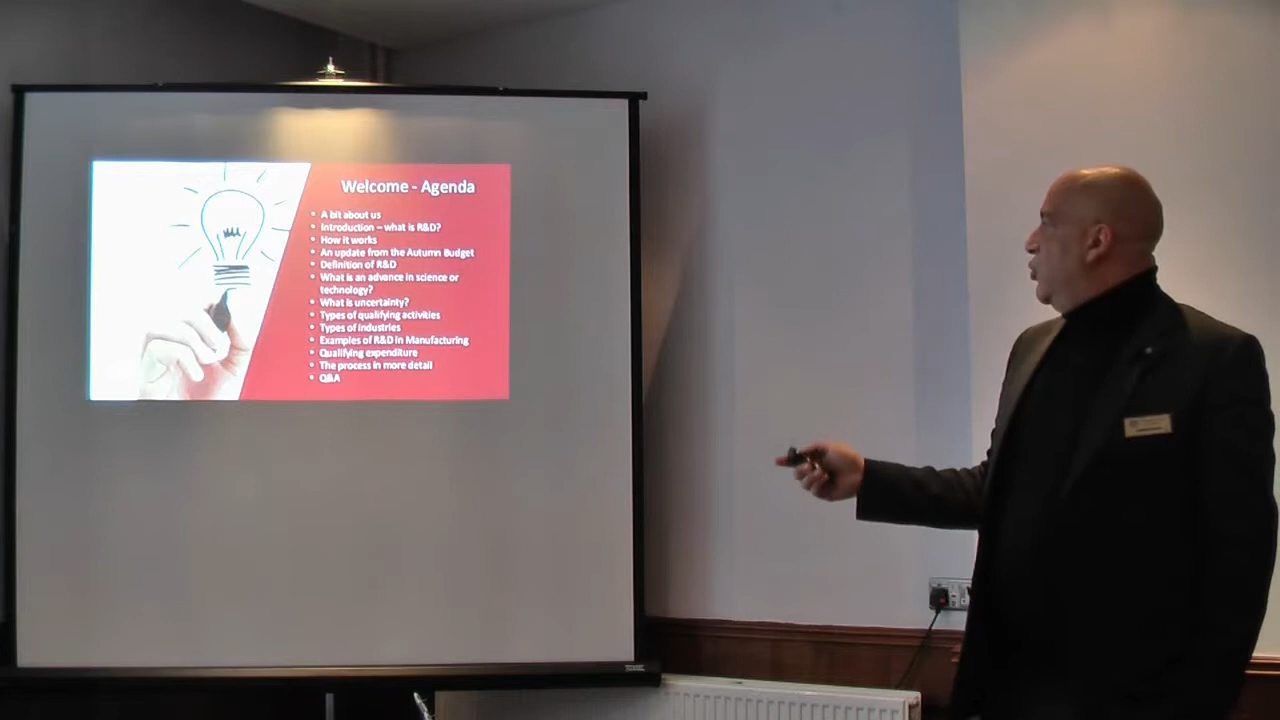 Welcome - Agenda
• A bit about us
• Introduction – what is R&D?
• How it works
• An update from the Autumn Budget
• Definition of R&D
• What is an advance in science or
technology?
• What is uncertainty?
• Types of qualifying activities
• Types of industries
• Examples of R&D in Manufacturing
• Qualifying expenditure
• The process in more detail
• Q&A